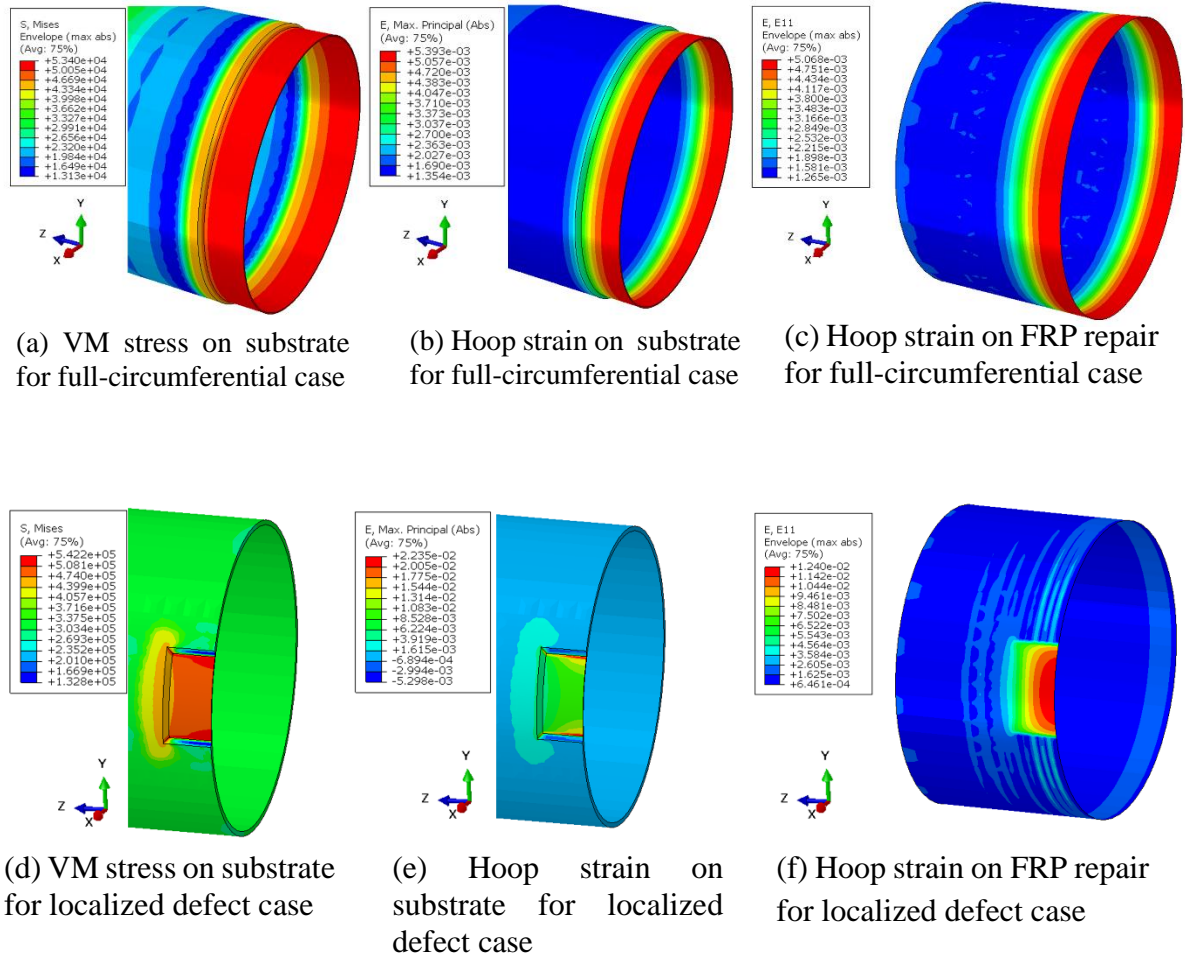 S, Mises
Envelope (max abs)
(Avg: 75%)
+5.340e+04
+5.005e+04
+4.669e+04
+4.334e+04
+3.998e+04
+3.662e+04
+3.327e+04
+2.991e+04
+2.656e+04
+2.320e+04
+1.984e+04
+1.649e+04
+1.313e+04
Y
Z
X
(a) VM stress on substrate
for full-circumferential case
E, Max. Principal (Abs)
(Avg: 75%)
+5.393e-03
+5.057e-03
+4.720e-03
+4.383e-03
+4.047e-03
+3.710e-03
+3.373e-03
+3.037e-03
+2.700e-03
+2.363e-03
+2.027e-03
+1.690e-03
+1.354e-03
Y
Z
X
(b) Hoop strain on substrate
for full-circumferential case
E, E11
Envelope (max abs)
(Avg: 75%)
+5.068e-03
+4.751e-03
+4.434e-03
+4.117e-03
+3.800e-03
+3.483e-03
+3.166e-03
+2.849e-03
+2.532e-03
+2.215e-03
+1.898e-03
+1.581e-03
+1.265e-03
Y
Z
X
(c) Hoop strain on FRP repair
for full-circumferential case
S, Mises
(Avg: 75%)
+5.422e+05
+5.081e+05
+4.740e+05
+4.399e+05
+4.057e+05
+3.716e+05
+3.375e+05
+3.034e+05
+2.693e+05
+2.352e+05
+2.010e+05
+1.669e+05
+1.328e+05
Y
Z
X
(d) VM stress on substrate
for localized defect case
E, Max. Principal (Abs)
(Avg: 75%)
+2.235e-02
+2.005e-02
+1.775e-02
+1.544e-02
+1.314e-02
+1.083e-02
+8.528e-03
+6.224e-03
+3.919e-03
+1.615e-03
-6.894e-04
-2.994e-03
-5.298e-03
Y
Z
X
(e) Hoop strain on
substrate for localized
defect case
E, E11
Envelope (max abs)
(Avg: 75%)
+1.240e-02
+1.142e-02
+1.044e-02
+9.461e-03
+8.481e-03
+7.502e-03
+6.522e-03
+5.543e-03
+4.564e-03
+3.584e-03
+2.605e-03
+1.625e-03
+6.461e-04
Y
Z
X
(f) Hoop strain on FRP repair
for localized defect case